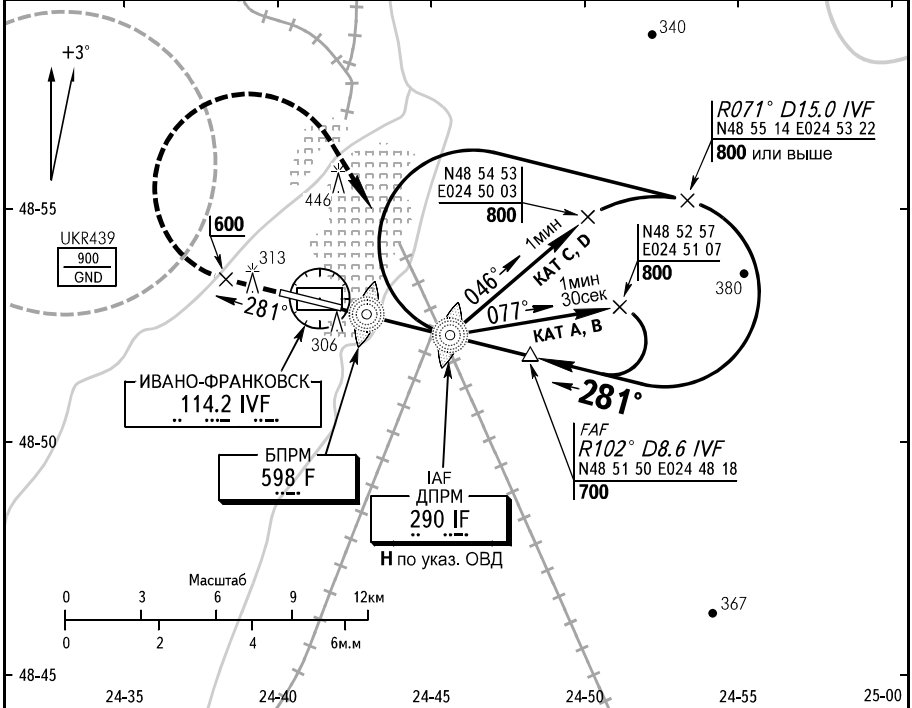 340
+3°
R071° D15.0 IVF
N48 55 14 E024 53 22
800 или выше
N48 54 53
E024 50 03
800
446
48-55
600
1мин
КАТ C, D
046°
N48 52 57
E024 51 07
800
UKR439
900
GND
313
380
281°
077°
1мин
30сек
КАТ A, B
306
ИВАНО-ФРАНКОВСК
114.2 IVF
281°
FAF
R102° D8.6 IVF
N48 51 50 E024 48 18
700
48-50
БПРМ
598 F
IAF
ДПРМ
290 IF
Н по указ. ОВД
Масштаб
0 3 6 9 12км
0 2 4 6м.м
367
48-45
24-35 24-40 24-45 24-50 24-55 25-00